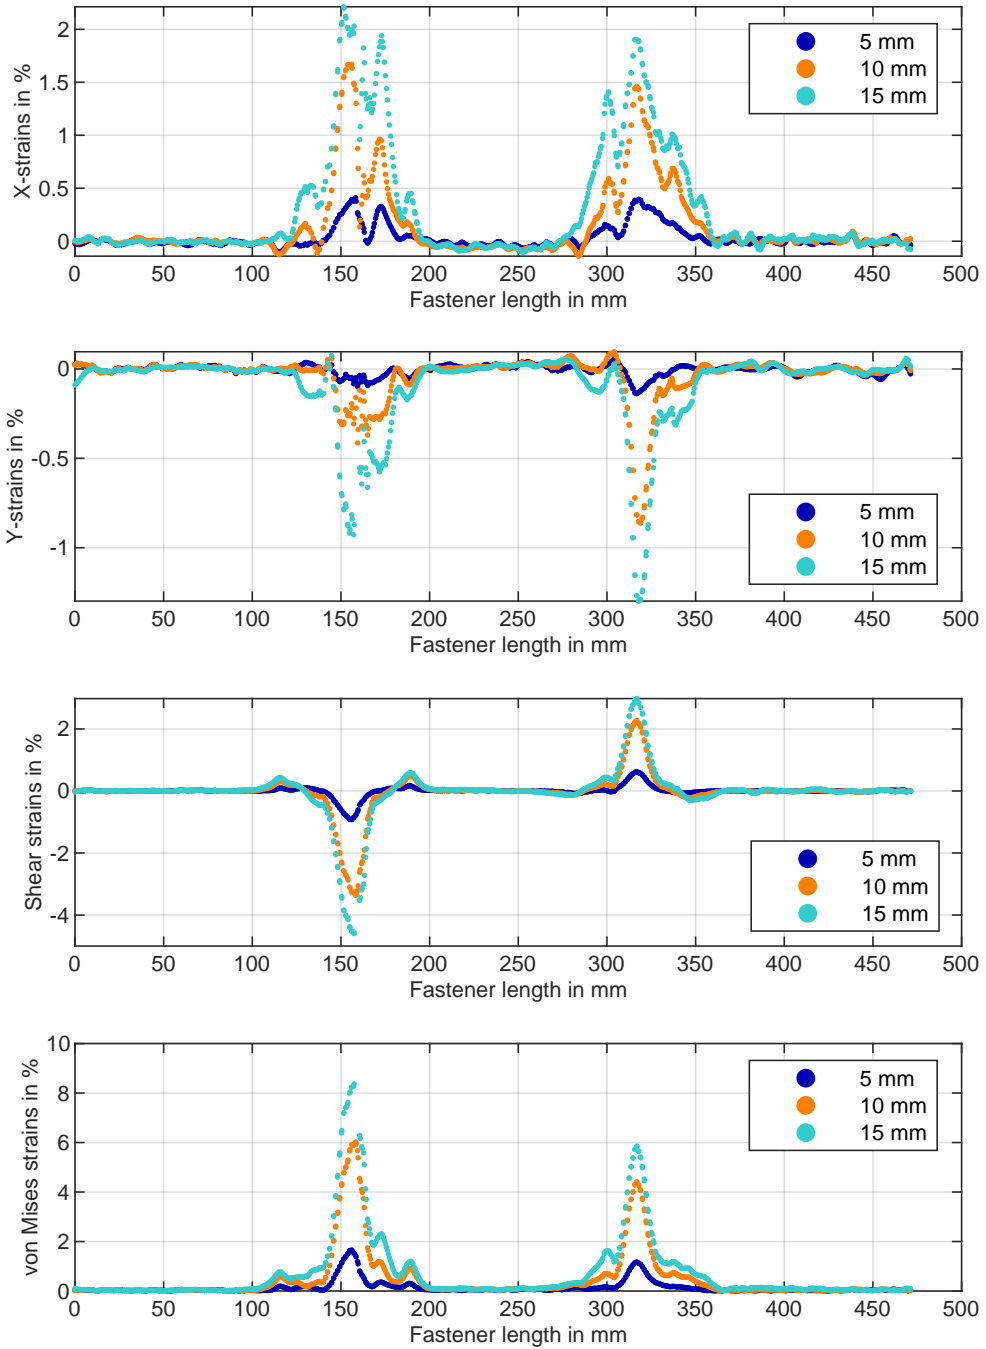 X-strains in %
2
1.5
1
0.5
0
0 50 100 150 200 250 300 350 400 450 500
Fastener length in mm
5 mm
10 mm
15 mm
Y-strains in %
0
-0.5
-1
0 50 100 150 200 250 300 350 400 450 500
Fastener length in mm
5 mm
10 mm
15 mm
Shear strains in %
2
0
-2
-4
0 50 100 150 200 250 300 350 400 450 500
Fastener length in mm
5 mm
10 mm
15 mm
von Mises strains in %
10
8
6
4
2
0
0 50 100 150 200 250 300 350 400 450 500
Fastener length in mm
5 mm
10 mm
15 mm